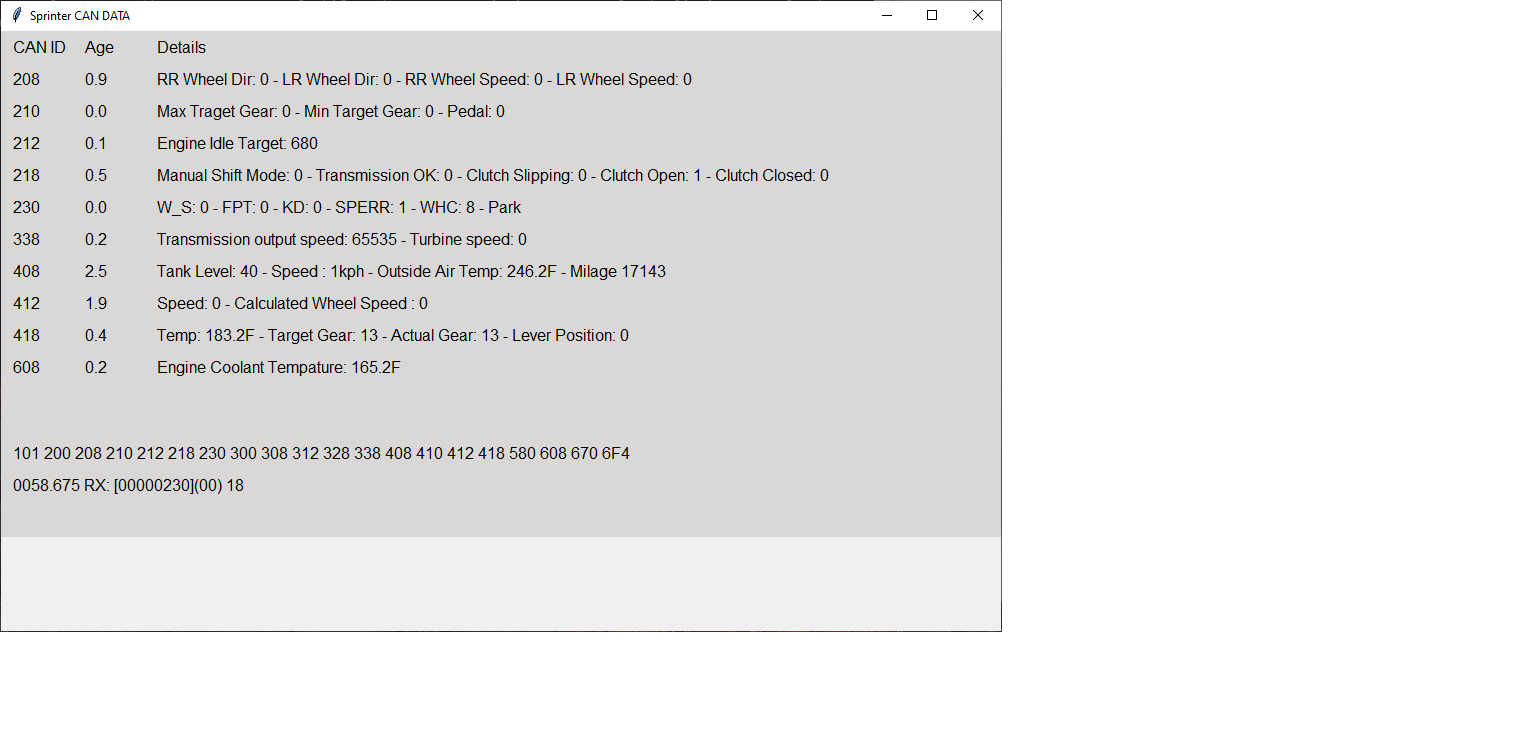 Sprinter CAN DATA
CAN ID Age Details
208 0.9 RR Wheel Dir: 0 - LR Wheel Dir: 0 - RR Wheel Speed: 0 - LR Wheel Speed: 0
210 0.0 Max Traget Gear: 0 - Min Target Gear: 0 - Pedal: 0
212 0.1 Engine Idle Target: 680
218 0.5 Manual Shift Mode: 0 - Transmission OK: 0 - Clutch Slipping: 0 - Clutch Open: 1 - Clutch Closed: 0
230 0.0 W_S: 0 - FPT: 0 - KD: 0 - SPERR: 1 - WHC: 8 - Park
338 0.2 Transmission output speed: 65535 - Turbine speed: 0
408 2.5 Tank Level: 40 - Speed : 1kph - Outside Air Temp: 246.2F - Milage 17143
412 1.9 Speed: 0 - Calculated Wheel Speed : 0
418 0.4 Temp: 183.2F - Target Gear: 13 - Actual Gear: 13 - Lever Position: 0
608 0.2 Engine Coolant Tempature: 165.2F
101 200 208 210 212 218 230 300 308 312 328 338 408 410 412 418 580 608 670 6F4
0058.675 RX: [00000230](00) 18